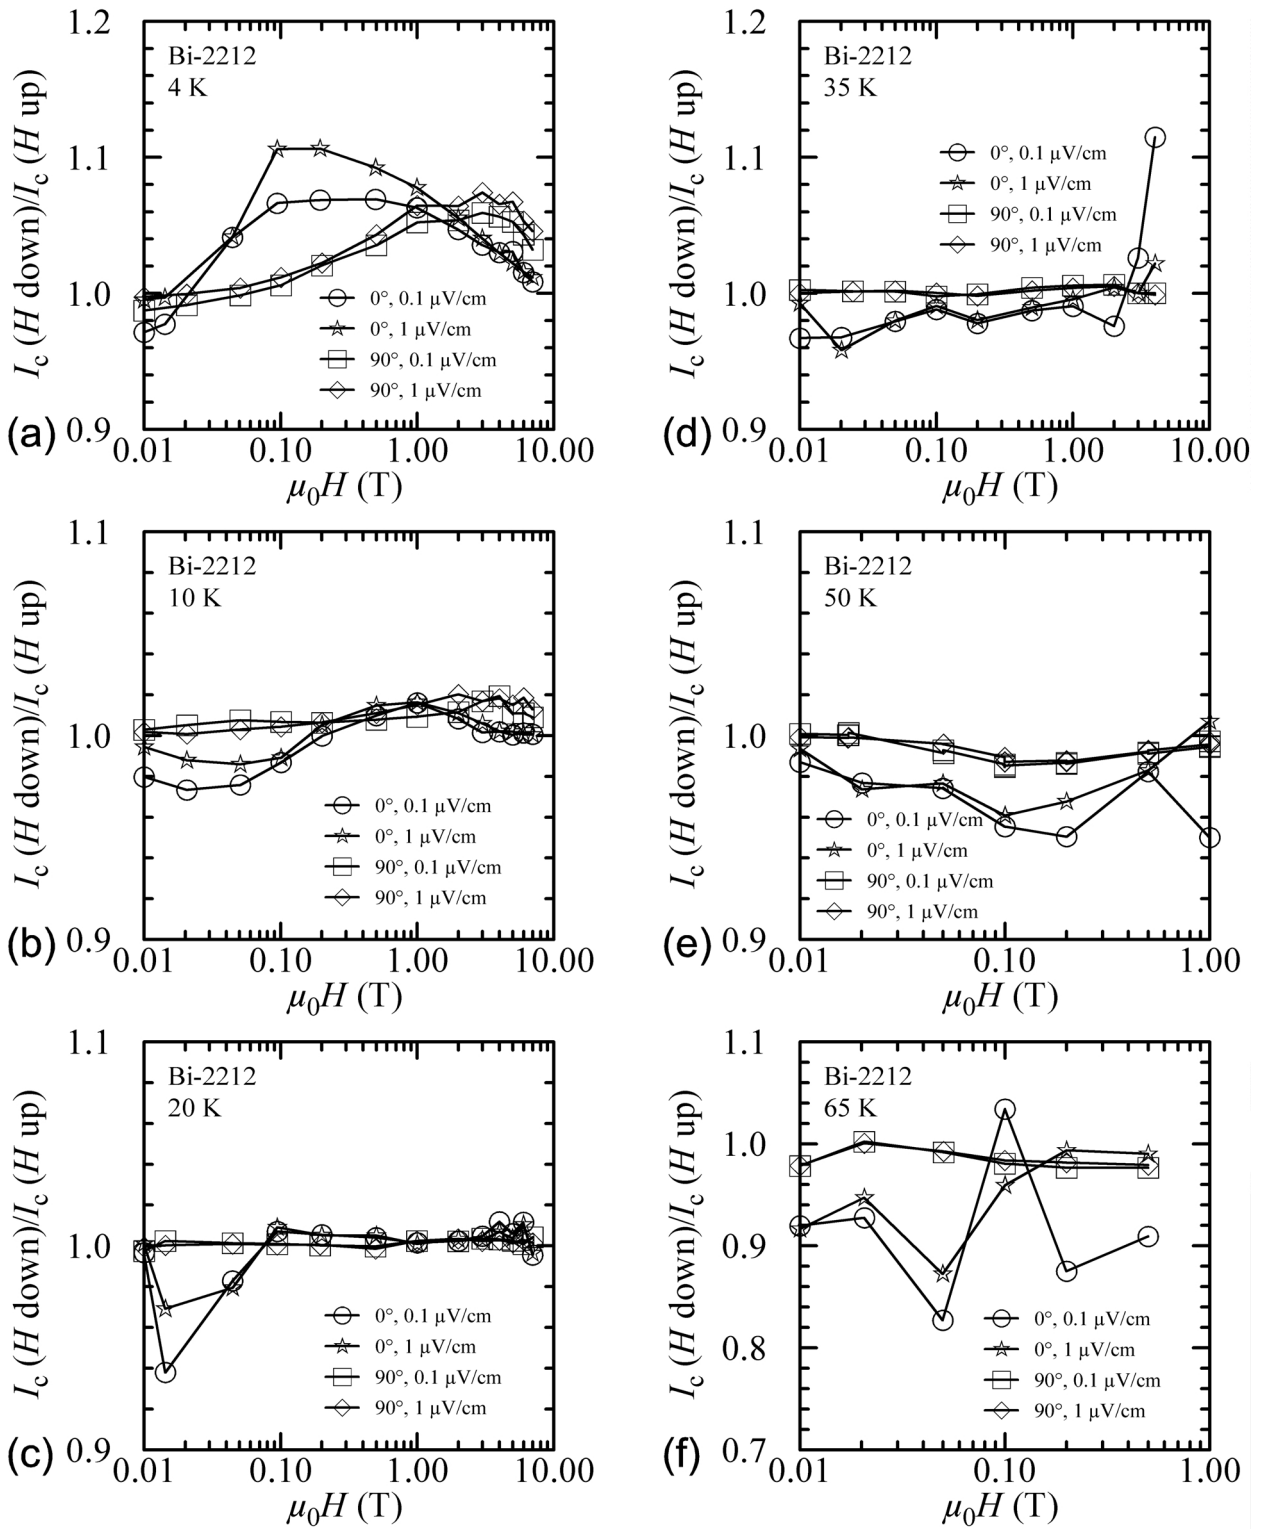 1.2
Bi-2212
4 K
1.1
1.0
0°, 0.1 µV/cm
0°, 1 µV/cm
90°, 0.1 µV/cm
90°, 1 µV/cm
0.9
0.01 0.10 1.00 10.00
µ0H (T)
Ic (H down)/Ic (H up)
(a)
1.1
Bi-2212
10 K
1.0
0°, 0.1 µV/cm
0°, 1 µV/cm
90°, 0.1 µV/cm
90°, 1 µV/cm
0.9
0.01 0.10 1.00 10.00
µ0H (T)
Ic (H down)/Ic (H up)
(b)
1.1
Bi-2212
20 K
1.0
0°, 0.1 µV/cm
0°, 1 µV/cm
90°, 0.1 µV/cm
90°, 1 µV/cm
0.9
0.01 0.10 1.00 10.00
µ0H (T)
Ic (H down)/Ic (H up)
(c)
1.2
Bi-2212
35 K
1.1
0°, 0.1 µV/cm
0°, 1 µV/cm
90°, 0.1 µV/cm
90°, 1 µV/cm
1.0
0.9
0.01 0.10 1.00 10.00
µ0H (T)
Ic (H down)/Ic (H up)
(d)
1.1
Bi-2212
50 K
1.0
0°, 0.1 µV/cm
0°, 1 µV/cm
90°, 0.1 µV/cm
90°, 1 µV/cm
0.9
0.01 0.10 1.00
µ0H (T)
Ic (H down)/Ic (H up)
(e)
1.1
Bi-2212
65 K
1.0
0.9
0°, 0.1 µV/cm
0.8
0°, 1 µV/cm
90°, 0.1 µV/cm
90°, 1 µV/cm
0.7
0.01 0.10 1.00
µ0H (T)
Ic (H down)/Ic (H up)
(f)